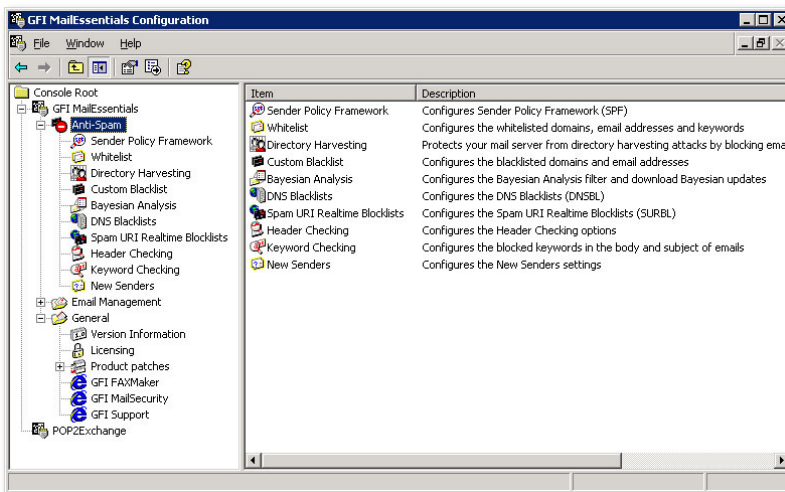 GFI MailEssentials Configuration
File Window Help
Console Root
GFI MailEssentials
Anti-Spam
Sender Policy Framework
Whitelist
Directory Harvesting
Custom Blacklist
Bayesian Analysis
DNS Blacklists
Spam URI Realtime Blocklists
Header Checking
Keyword Checking
New Senders
Email Management
General
Version Information
Licensing
Product patches
GFI FAXMaker
GFI MailSecurity
GFI Support
POP2Exchange
Item Description
Sender Policy Framework Configures Sender Policy Framework (SPF)
Whitelist Configures the whitelisted domains, email addresses and keywords
Directory Harvesting Protects your mail server from directory harvesting attacks by blocking ema
Custom Blacklist Configures the blacklisted domains and email addresses
Bayesian Analysis Configures the Bayesian Analysis filter and download Bayesian updates
DNS Blacklists Configures the DNS Blacklists (DNSBL)
Spam URI Realtime Blocklists Configures the Spam URI Realtime Blocklists (SURBL)
Header Checking Configures the Header Checking options
Keyword Checking Configures the blocked keywords in the body and subject of emails
New Senders Configures the New Senders settings